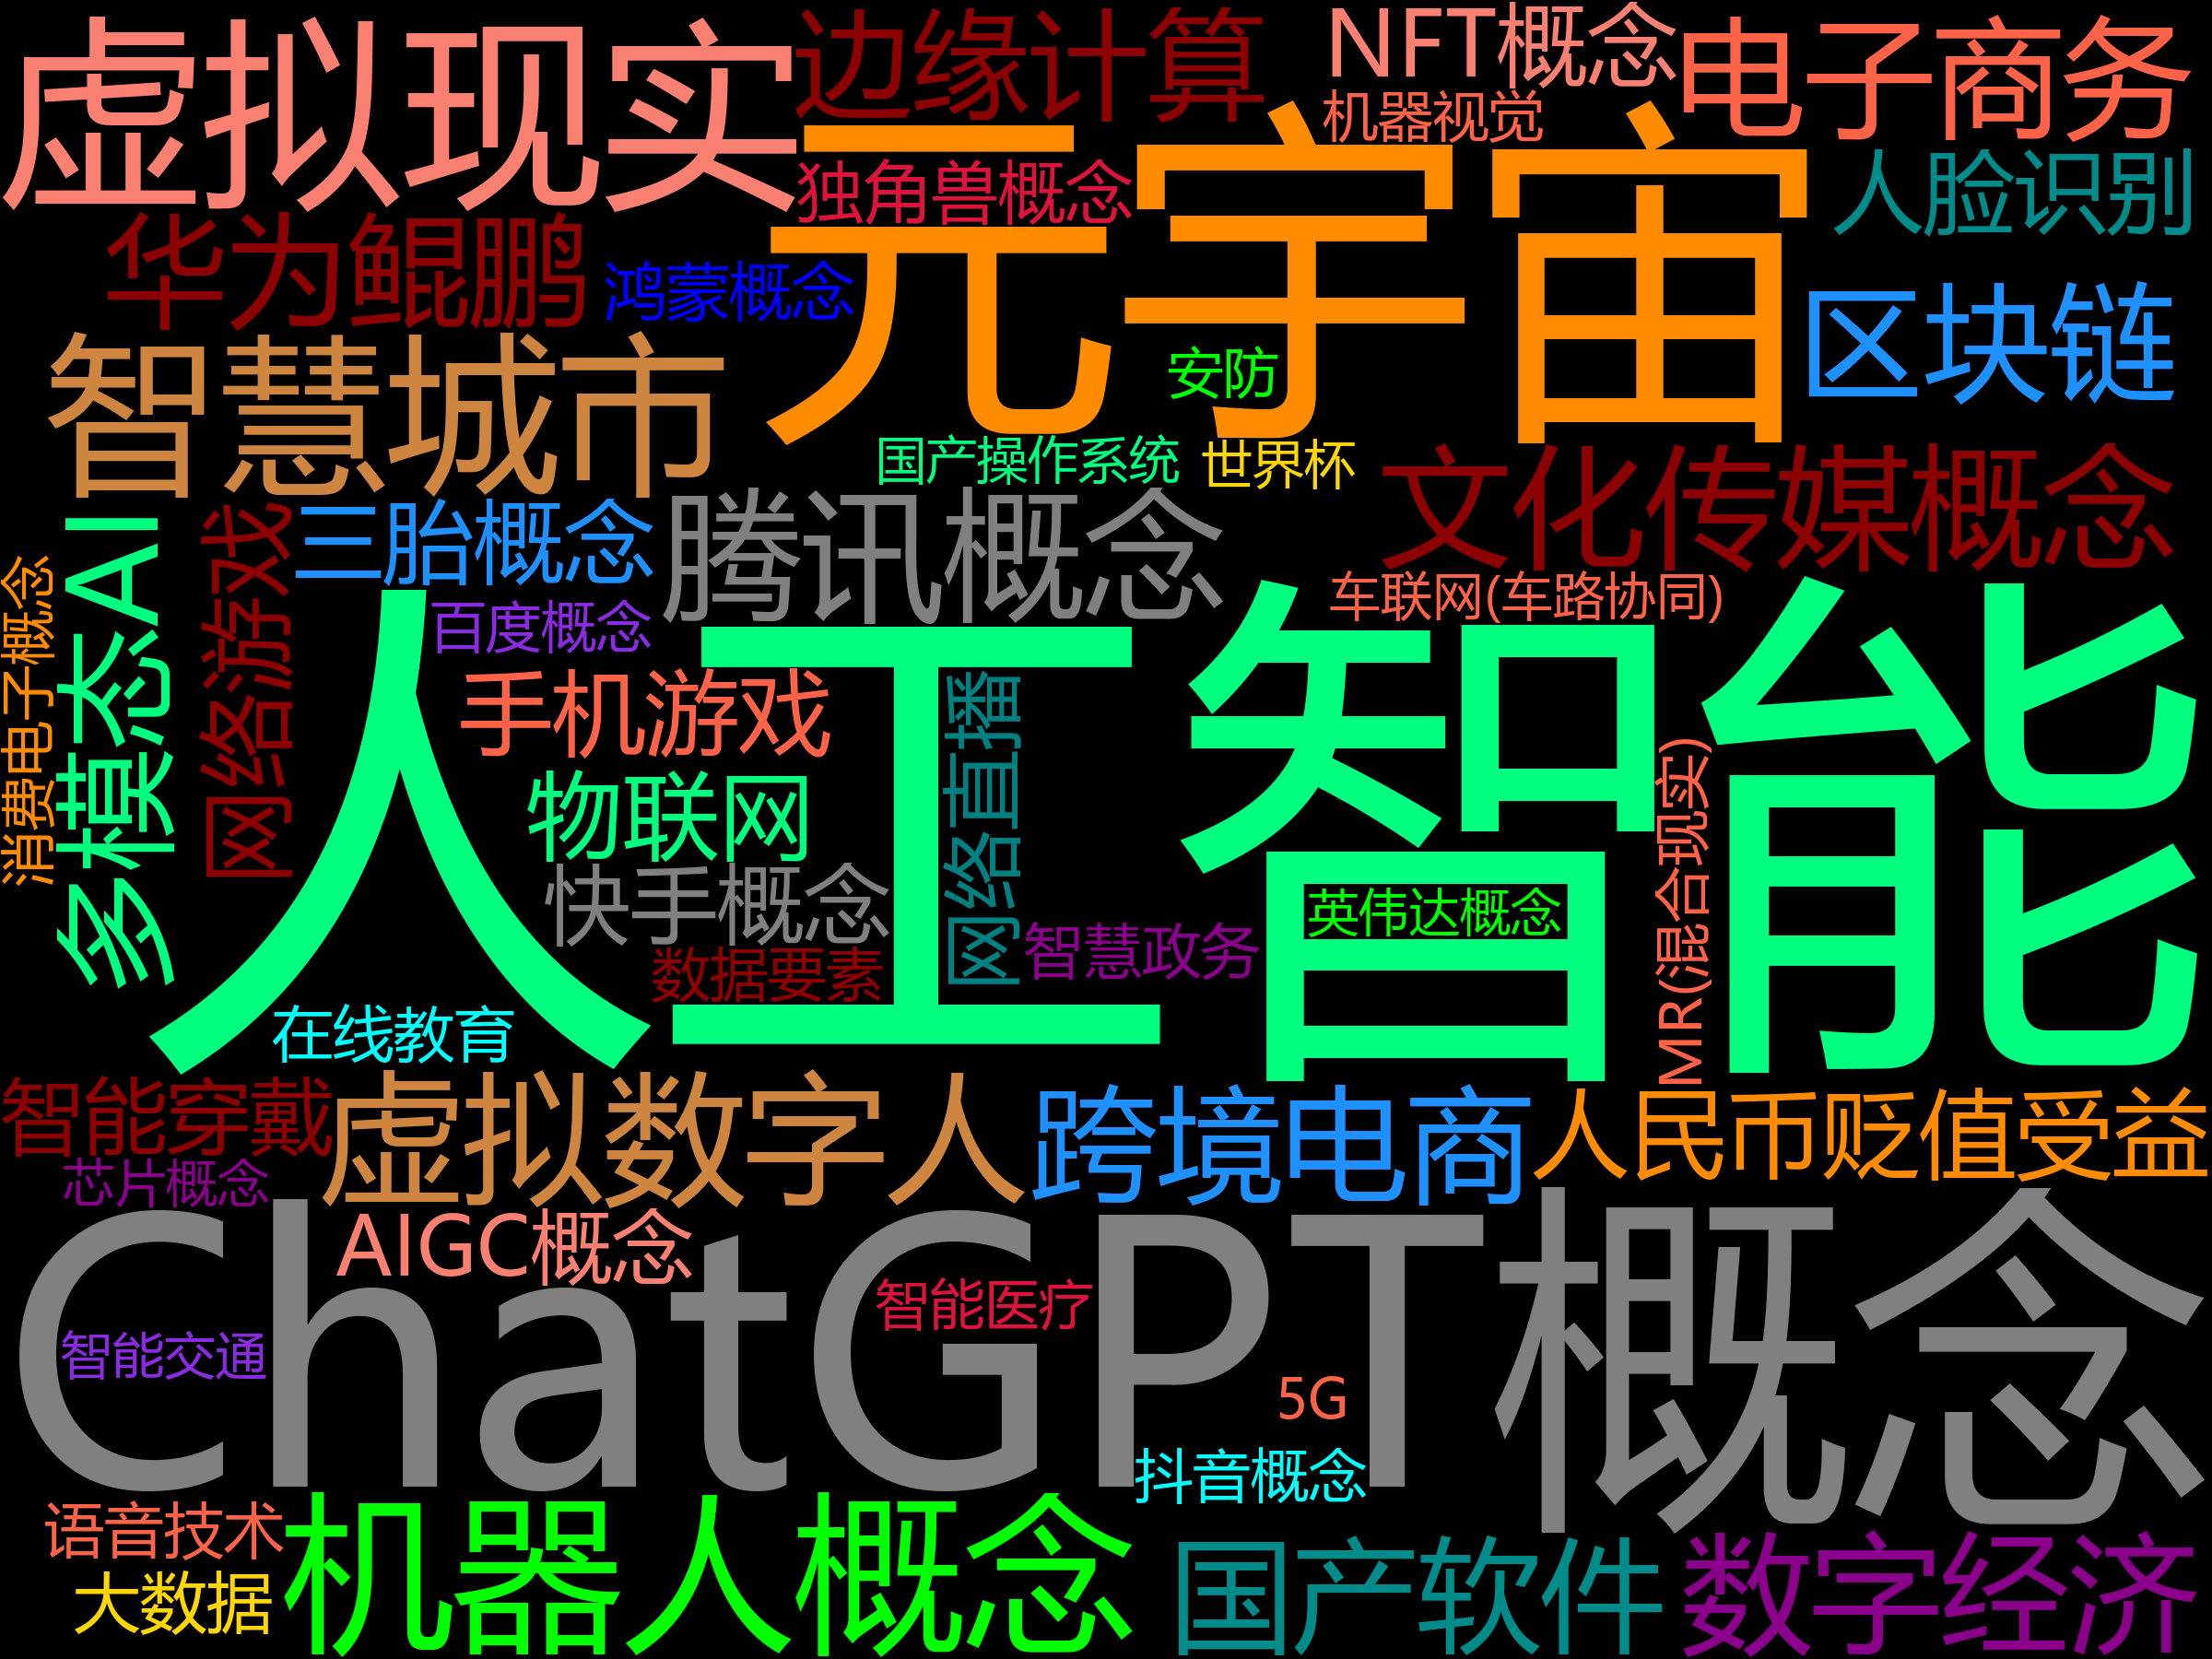 虚拟现实
边缘计算
NFT概念
电子商务
机器视觉
元宇宙
独角兽概念
人脸识别
华为鲲鹏
鸿蒙概念
区块链
智慧城市
安防
国产操作系统
世界杯
文化传媒概念
三胎概念
腾讯概念
车联网(车路协同)
百度概念
消费电子概念
多模态AI
网络游戏
手机游戏
人工智能
物联网
网络直播
快手概念
英伟达概念
智慧政务
数据要素
MR(混合现实)
在线教育
智能穿戴
虚拟数字人
跨境电商
人民币贬值受益
芯片概念
AIGC概念
ChatGPT概念
智能医疗
智能交通
5G
抖音概念
语音技术
机器人概念
国产软件
数字经济
大数据